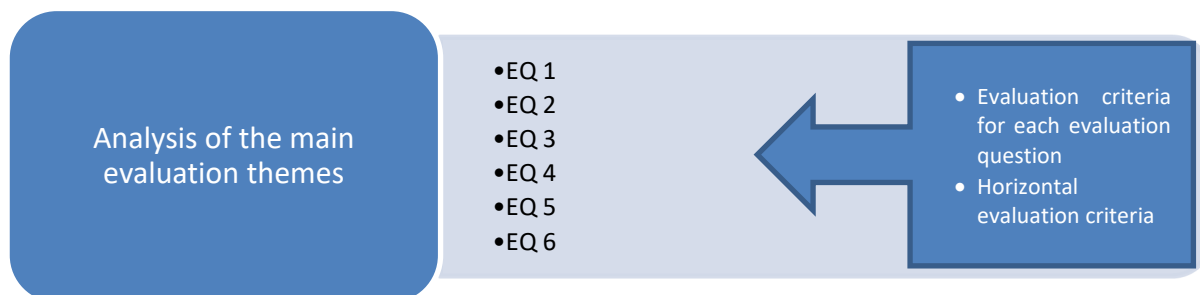 Analysis of the main
evaluation themes
•EQ 1
•EQ 2
•EQ 3
•EQ 4
•EQ 5
•EQ 6
• Evaluation criteria
for each evaluation
question
• Horizontal
evaluation criteria